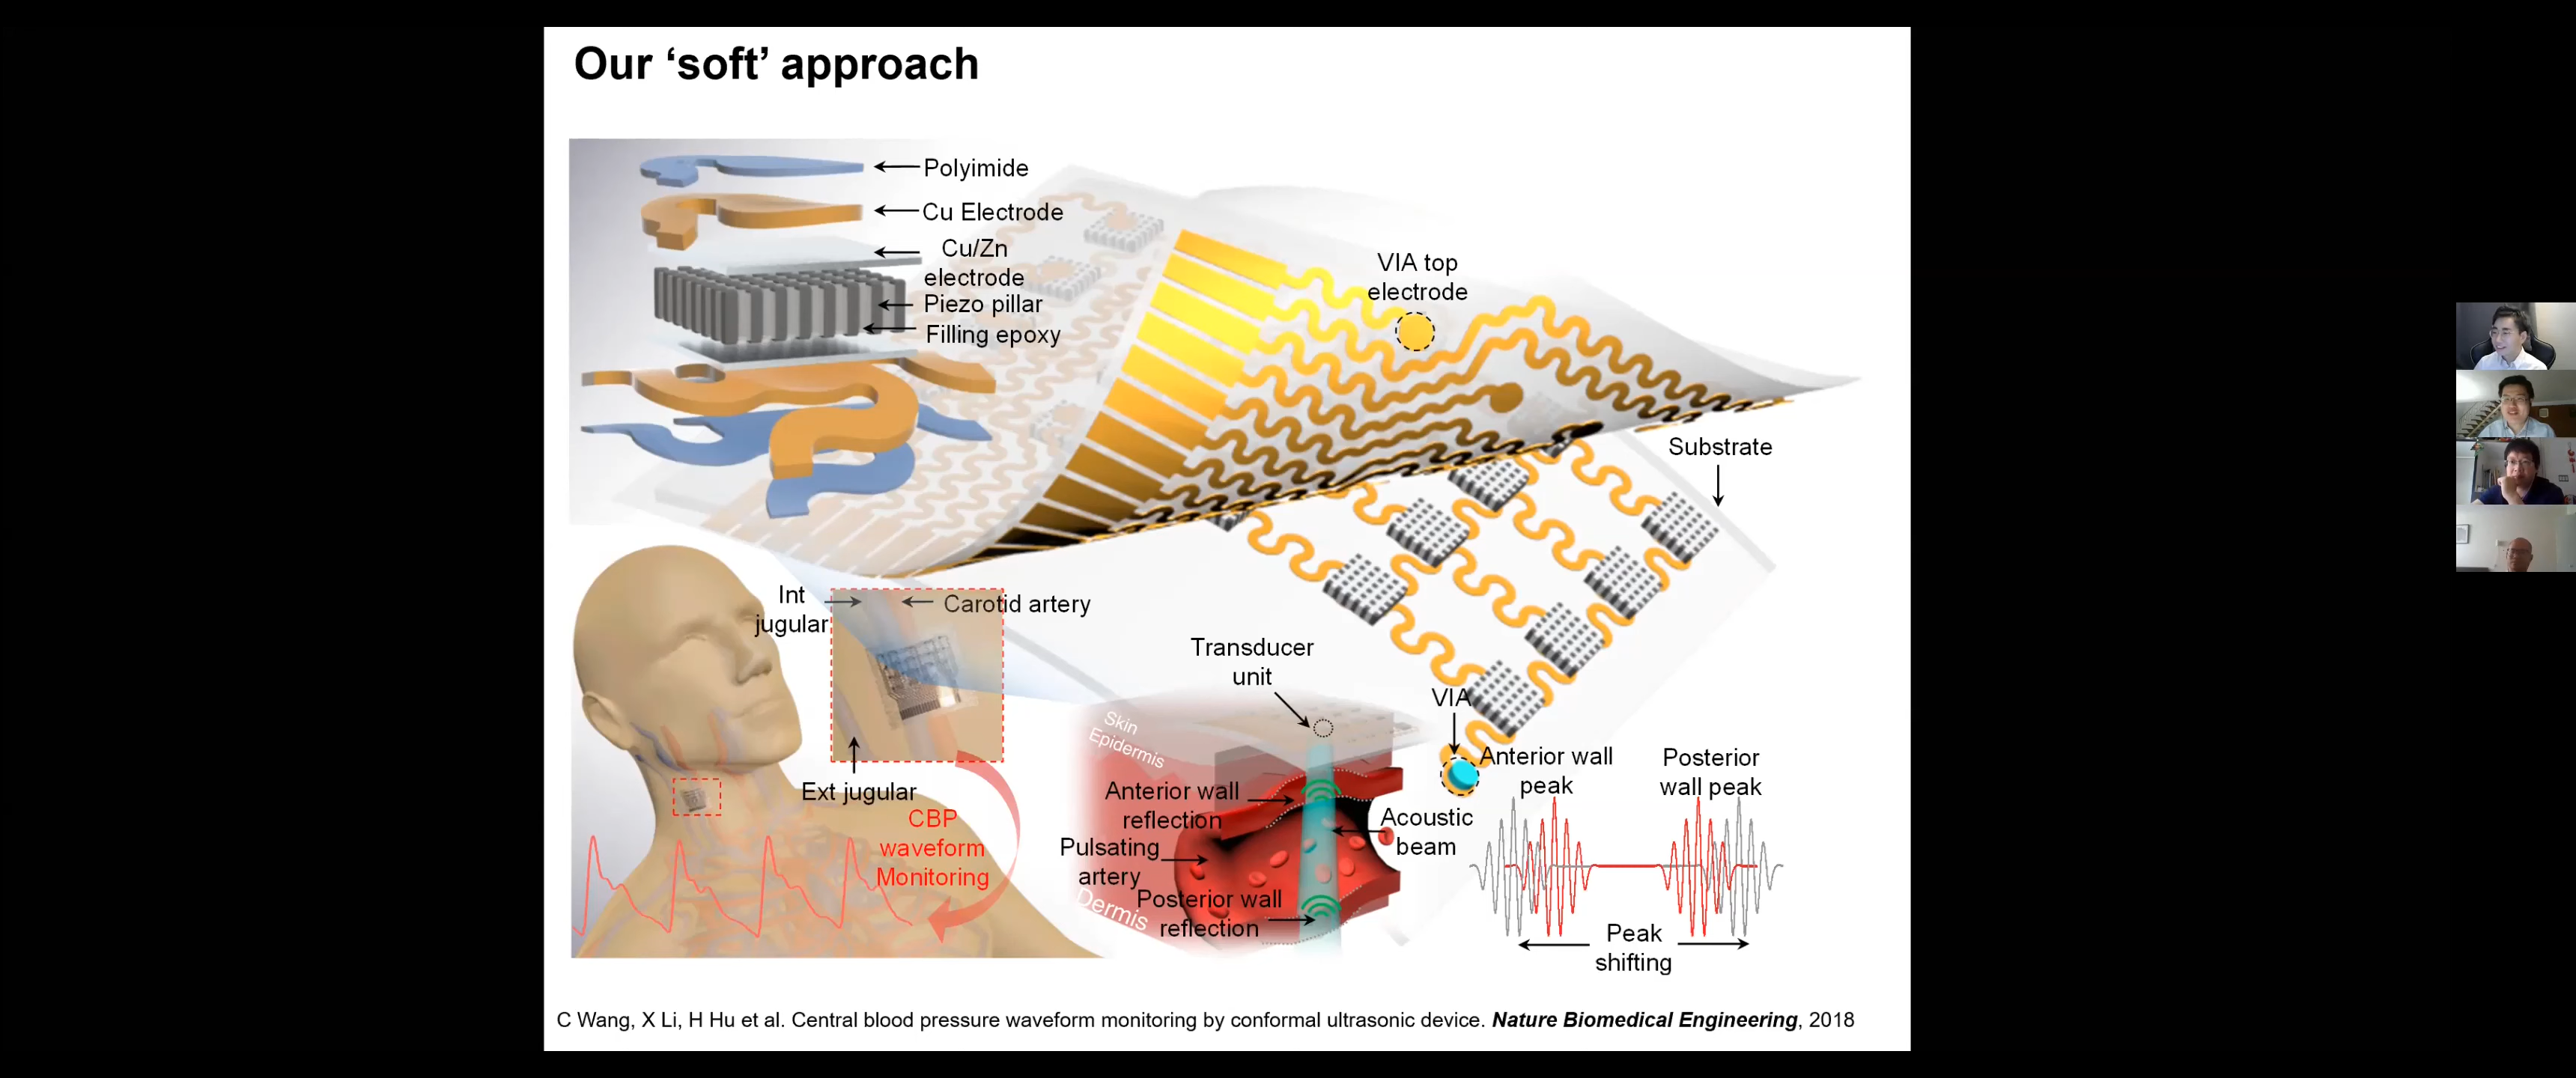 Our ‘soft’ approach
Polyimide
Cu Electrode
Cu/Zn
electrode
Piezo pillar
Filling epoxy
VIA top
electrode
Substrate
Int
jugular
Carotid artery
Ext jugular
CBP
waveform
Monitoring
Transducer
unit
Skin
Epidermis
Anterior wall
reflection
Pulsating
artery
Dermis
Posterior wall
reflection
Acoustic
beam
VIA
Anterior wall
peak
Posterior
wall peak
Peak
shifting
C Wang, X Li, H Hu et al. Central blood pressure waveform monitoring by conformal ultrasonic device. Nature Biomedical Engineering, 2018